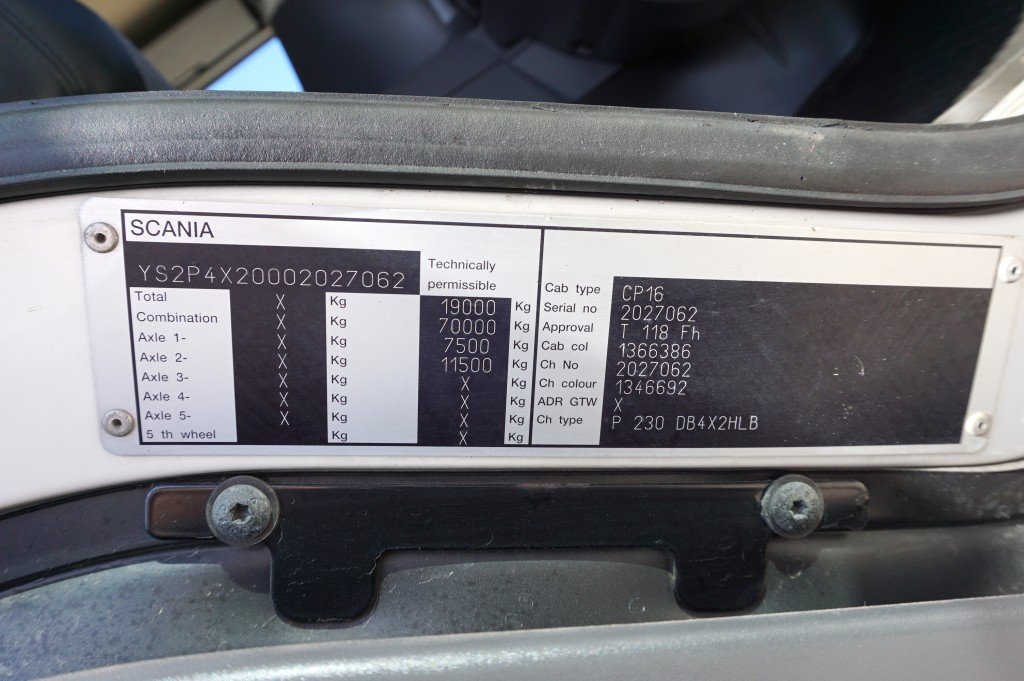 SCANIA
YS2P4X20002027062
Technically
permissible
Total X Kg 19000 Kg
Combination X Kg 70000 Kg
Axle 1- X Kg 7500 Kg
Axle 2- X Kg 11500 Kg
Axle 3- X Kg X Kg
Axle 4- X Kg X Kg
Axle 5- X Kg X Kg
5 th wheel Kg X Kg
Cab type CP16
Serial no 2027062
Approval T 118 Fh
Cab col 1366386
Ch No 2027062
Ch colour 1346692
ADR GTW X
Ch type P 230 DB4X2HLB